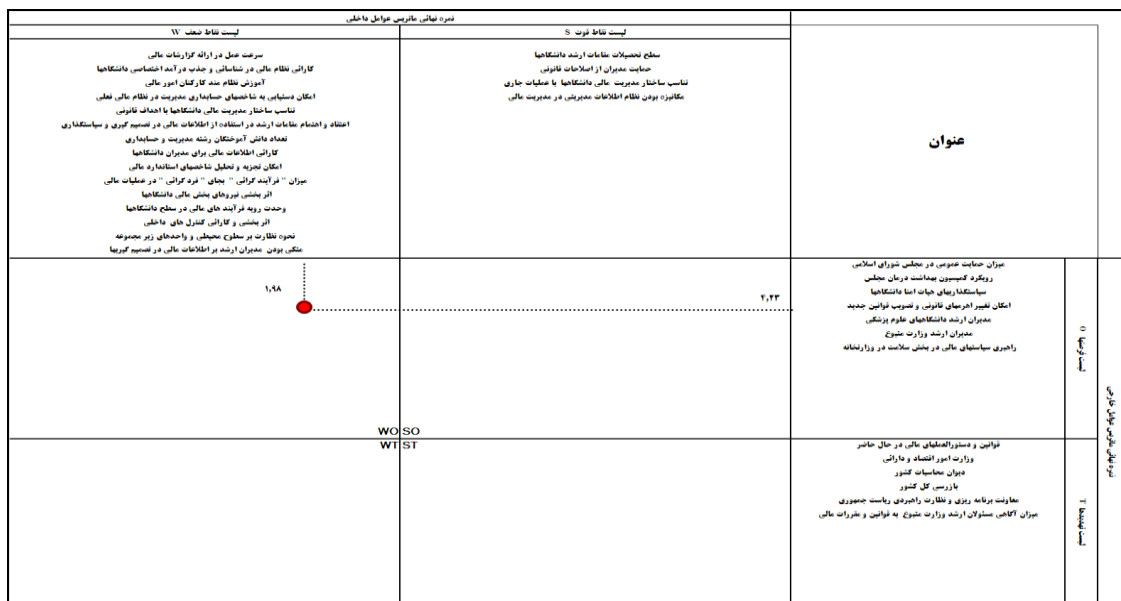 نمره نهائی ماتریس عوامل داخلی
لیست نقاط قوت S
لیست نقاط ضعف W
عنوان
سطح تحصیلات مقامات ارشد دانشگاهها
حمایت مدیران از اصلاحات قانونی
تناسب ساختار مدیریت مالی دانشگاهها با عملیات جاری
مکانیزه بودن نظام اطلاعات مدیریتی در مدیریت مالی
سرعت عمل در ارائه گزارشات مالی
کارائی نظام مالی در شناسائی و جذب درآمد اختصاصی دانشگاهها
آموزش نظام مند کارکنان امور مالی
امکان دستیابی به شاخصهای حسابداری مدیریت در نظام مالی فعلی
تناسب ساختار مدیریت مالی دانشگاهها با اهداف قانونی
اعتقاد و اهتمام مقامات ارشد در استفاده از اطلاعات مالی در تصمیم گیری و سیاستگذاری
تعداد دانش آموختگان رشته مدیریت و حسابداری
کارائی اطلاعات مالی برای مدیران دانشگاهها
امکان تجزیه و تحلیل شاخصهای استاندارد مالی
میزان " فرآیند گرائی " بجای " فرد گرائی " در عملیات مالی
اثر بخشی نیروهای بخش مالی دانشگاهها
وحدت رویه فرآیند های مالی در سطح دانشگاهها
اثر بخشی و کارائی کنترل های داخلی
نحوه نظارت بر سطوح محیطی و واحدهای زیر مجموعه
متکی بودن مدیران ارشد بر اطلاعات مالی در تصمیم گیریها
نمره نهائی ماتریس عوامل خارجی
لیست فرصتها O
میزان حمایت عمومی در مجلس شورای اسلامی
رویکرد کمیسیون بهداشت درمان مجلس
سیاستگذاریهای هیات امنا دانشگاهها
امکان تغییر اهرمهای قانونی و تصویب قوانین جدید
مدیران ارشد دانشگاههای علوم پزشکی
مدیران ارشد وزارت متبوع
راهبری سیاستهای مالی در بخش سلامت در وزارتخانه
۲٫۲۳
۱٫۹۸
WO SO
WT ST
لیست تهدیدها T
قوانین و دستورالعملهای مالی در حال حاضر
وزارت امور اقتصاد و دارائی
دیوان محاسبات کشور
بازرسی کل کشور
معاونت برنامه ریزی و نظارت راهبردی ریاست جمهوری
میزان آگاهی مسئولان ارشد وزارت متبوع به قوانین و مقررات مالی